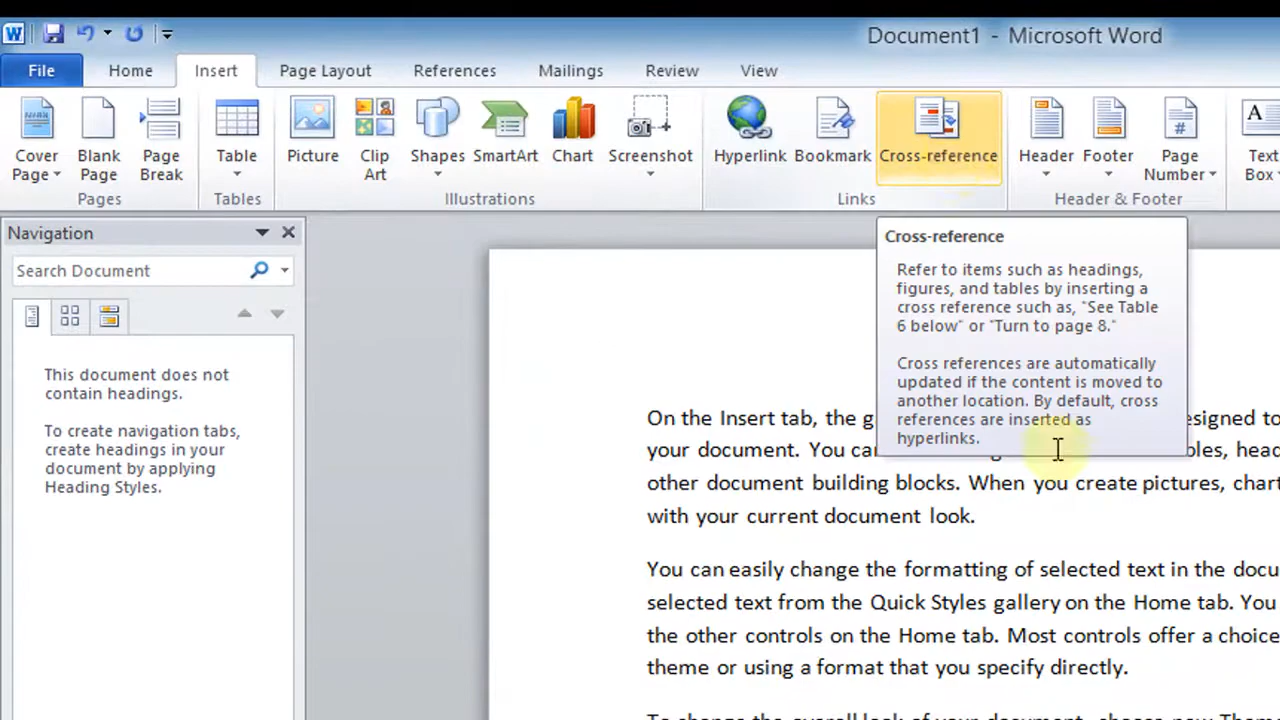 Document1 - Microsoft Word
File Home Insert Page Layout References Mailings Review View
Cover Page Blank Page Page Break Table Picture Clip Art Shapes SmartArt Chart Screenshot Hyperlink Bookmark Cross-reference Header Footer Page Number Text Box
Pages Tables Illustrations Links Header & Footer
Navigation
Search Document
This document does not
contain headings.
To create navigation tabs,
create headings in your
document by applying
Heading Styles.
Cross-reference
Refer to items such as headings,
figures, and tables by inserting a
cross reference such as, "See Table
6 below" or "Turn to page 8."
Cross references are automatically
updated if the content is moved to
another location. By default, cross
references are inserted as
hyperlinks.
On the Insert tab, the
your document. You
other document building blocks. When you create pictures,
with your current document look.
You can easily change the formatting of selected text in the
selected text from the Quick Styles gallery on the Home tab. You
the other controls on the Home tab. Most controls offer a
theme or using a format that you specify directly.